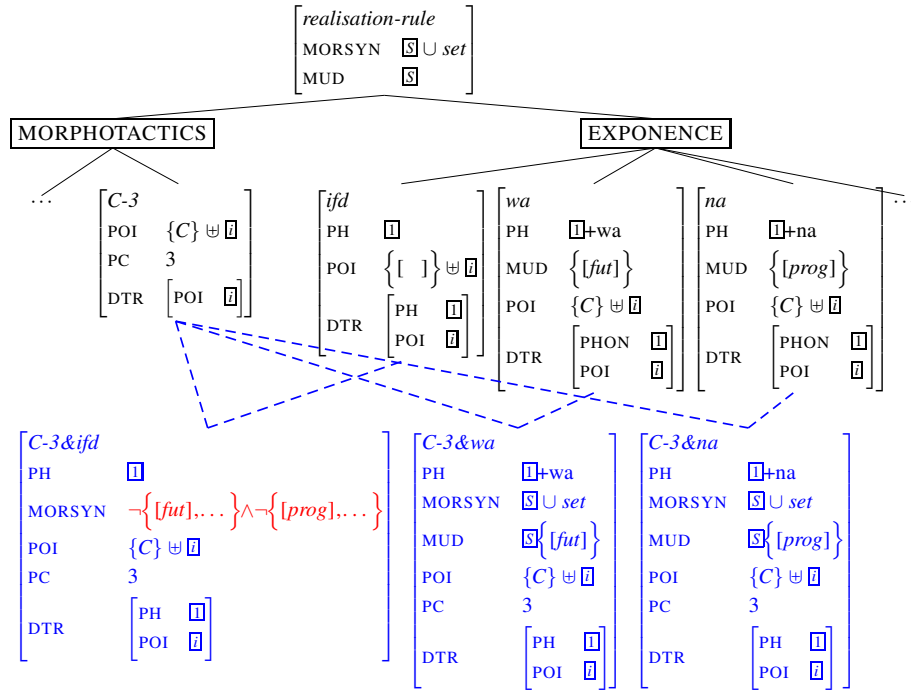 realisation-rule
MORSYN S ∪ set
MUD S
MORPHOTACTICS
EXPONENCE
...
C-3
POI {C} ⊎ i
PC 3
DTR [POI i]
ifd
PH 1
POI {[ ]} ⊎ i
DTR [PH 1
POI i]
wa
PH 1+wa
MUD {[fut]}
POI {C} ⊎ i
DTR [PHON 1
POI i]
na
PH 1+na
MUD {[prog]}
POI {C} ⊎ i
DTR [PHON 1
POI i]
..
C-3&ifd
PH 1
MORSYN ¬{[fut],...}∧¬{[prog],...}
POI {C} ⊎ i
PC 3
DTR [PH 1
POI i]
C-3&wa
PH 1+wa
MORSYN S ∪ set
MUD S{[fut]}
POI {C} ⊎ i
PC 3
DTR [PH 1
POI i]
C-3&na
PH 1+na
MORSYN S ∪ set
MUD S{[prog]}
POI {C} ⊎ i
PC 3
DTR [PH 1
POI i]